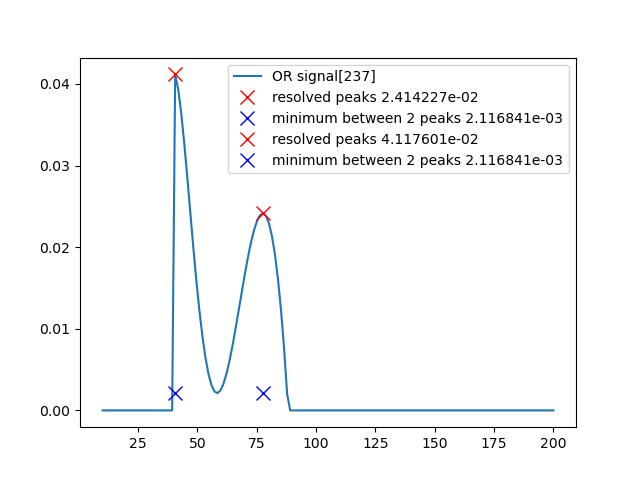 OR signal[237]
resolved peaks 2.414227e-02
minimum between 2 peaks 2.116841e-03
resolved peaks 4.117601e-02
minimum between 2 peaks 2.116841e-03
0.04
0.03
0.02
0.01
0.00
25 50 75 100 125 150 175 200